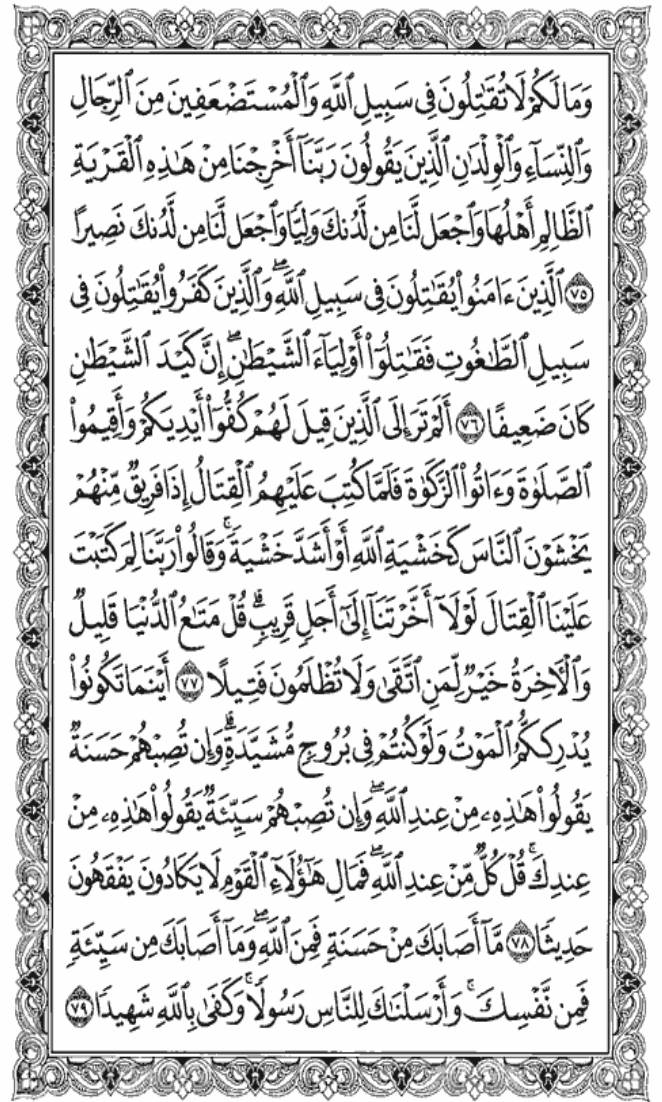 وَمَا لَكُمْ لَا تُقَٰتِلُونَ فِى سَبِيلِ ٱللَّهِ وَٱلْمُسْتَضْعَفِينَ مِنَ ٱلرِّجَالِ
وَٱلنِّسَآءِ وَٱلْوِلْدَٰنِ ٱلَّذِينَ يَقُولُونَ رَبَّنَآ أَخْرِجْنَا مِنْ هَٰذِهِ ٱلْقَرْيَةِ
ٱلظَّالِمِ أَهْلُهَا وَٱجْعَل لَّنَا مِن لَّدُنكَ وَلِيًّا وَٱجْعَل لَّنَا مِن لَّدُنكَ نَصِيرًا
﴿٧٥﴾ ٱلَّذِينَ ءَامَنُوا۟ يُقَٰتِلُونَ فِى سَبِيلِ ٱللَّهِ ۖ وَٱلَّذِينَ كَفَرُوا۟ يُقَٰتِلُونَ فِى
سَبِيلِ ٱلطَّٰغُوتِ فَقَٰتِلُوٓا۟ أَوْلِيَآءَ ٱلشَّيْطَٰنِ ۖ إِنَّ كَيْدَ ٱلشَّيْطَٰنِ
كَانَ ضَعِيفًا ﴿٧٦﴾ أَلَمْ تَرَ إِلَى ٱلَّذِينَ قِيلَ لَهُمْ كُفُّوٓا۟ أَيْدِيَكُمْ وَأَقِيمُوا۟
ٱلصَّلَوٰةَ وَءَاتُوا۟ ٱلزَّكَوٰةَ فَلَمَّا كُتِبَ عَلَيْهِمُ ٱلْقِتَالُ إِذَا فَرِيقٌ مِّنْهُمْ
يَخْشَوْنَ ٱلنَّاسَ كَخَشْيَةِ ٱللَّهِ أَوْ أَشَدَّ خَشْيَةً ۚ وَقَالُوا۟ رَبَّنَا لِمَ كَتَبْتَ
عَلَيْنَا ٱلْقِتَالَ لَوْلَآ أَخَّرْتَنَآ إِلَىٰٓ أَجَلٍ قَرِيبٍ ۗ قُلْ مَتَٰعُ ٱلدُّنْيَا قَلِيلٌ
وَٱلْءَاخِرَةُ خَيْرٌ لِّمَنِ ٱتَّقَىٰ وَلَا تُظْلَمُونَ فَتِيلًا ﴿٧٧﴾ أَيْنَمَا تَكُونُوا۟
يُدْرِككُّمُ ٱلْمَوْتُ وَلَوْ كُنتُمْ فِى بُرُوجٍ مُّشَيَّدَةٍ ۗ وَإِن تُصِبْهُمْ حَسَنَةٌ
يَقُولُوا۟ هَٰذِهِۦ مِنْ عِندِ ٱللَّهِ ۖ وَإِن تُصِبْهُمْ سَيِّئَةٌ يَقُولُوا۟ هَٰذِهِۦ مِنْ
عِندِكَ ۚ قُلْ كُلٌّ مِّنْ عِندِ ٱللَّهِ ۖ فَمَالِ هَٰٓؤُلَآءِ ٱلْقَوْمِ لَا يَكَادُونَ يَفْقَهُونَ
حَدِيثًا ﴿٧٨﴾ مَّآ أَصَابَكَ مِنْ حَسَنَةٍ فَمِنَ ٱللَّهِ ۖ وَمَآ أَصَابَكَ مِن سَيِّئَةٍ
فَمِن نَّفْسِكَ ۚ وَأَرْسَلْنَٰكَ لِلنَّاسِ رَسُولًا ۚ وَكَفَىٰ بِٱللَّهِ شَهِيدًا ﴿٧٩﴾